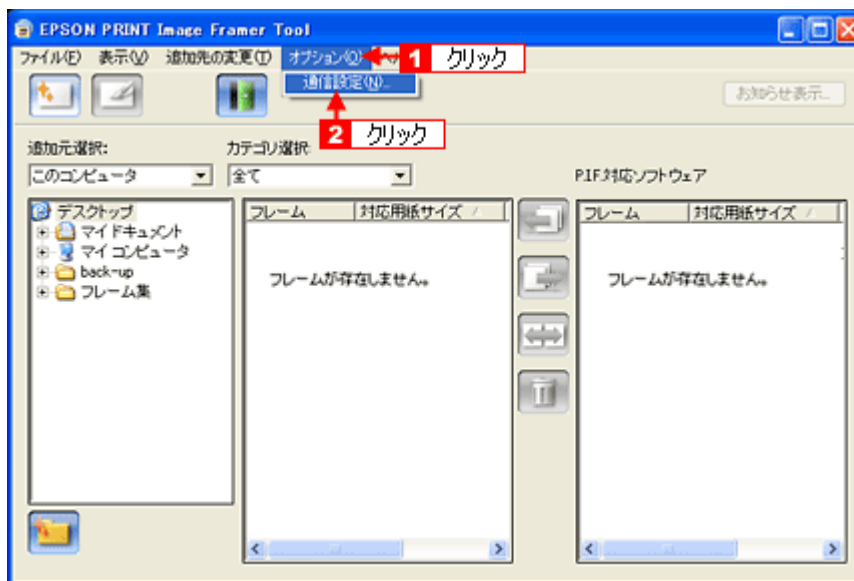 EPSON PRINT Image Framer Tool
ファイル(F) 表示(V) 追加先の変更(T) オプション(O) 1 クリック
通信設定(N)...
お知らせ表示...
2 クリック
追加元選択: カテゴリ選択:
このコンピュータ 全て P.I.F.対応ソフトウェア
デスクトップ フレーム 対応用紙サイズ フレーム 対応用紙サイズ
マイドキュメント
マイ コンピュータ
back-up フレームが存在しません。 フレームが存在しません。
フレーム集